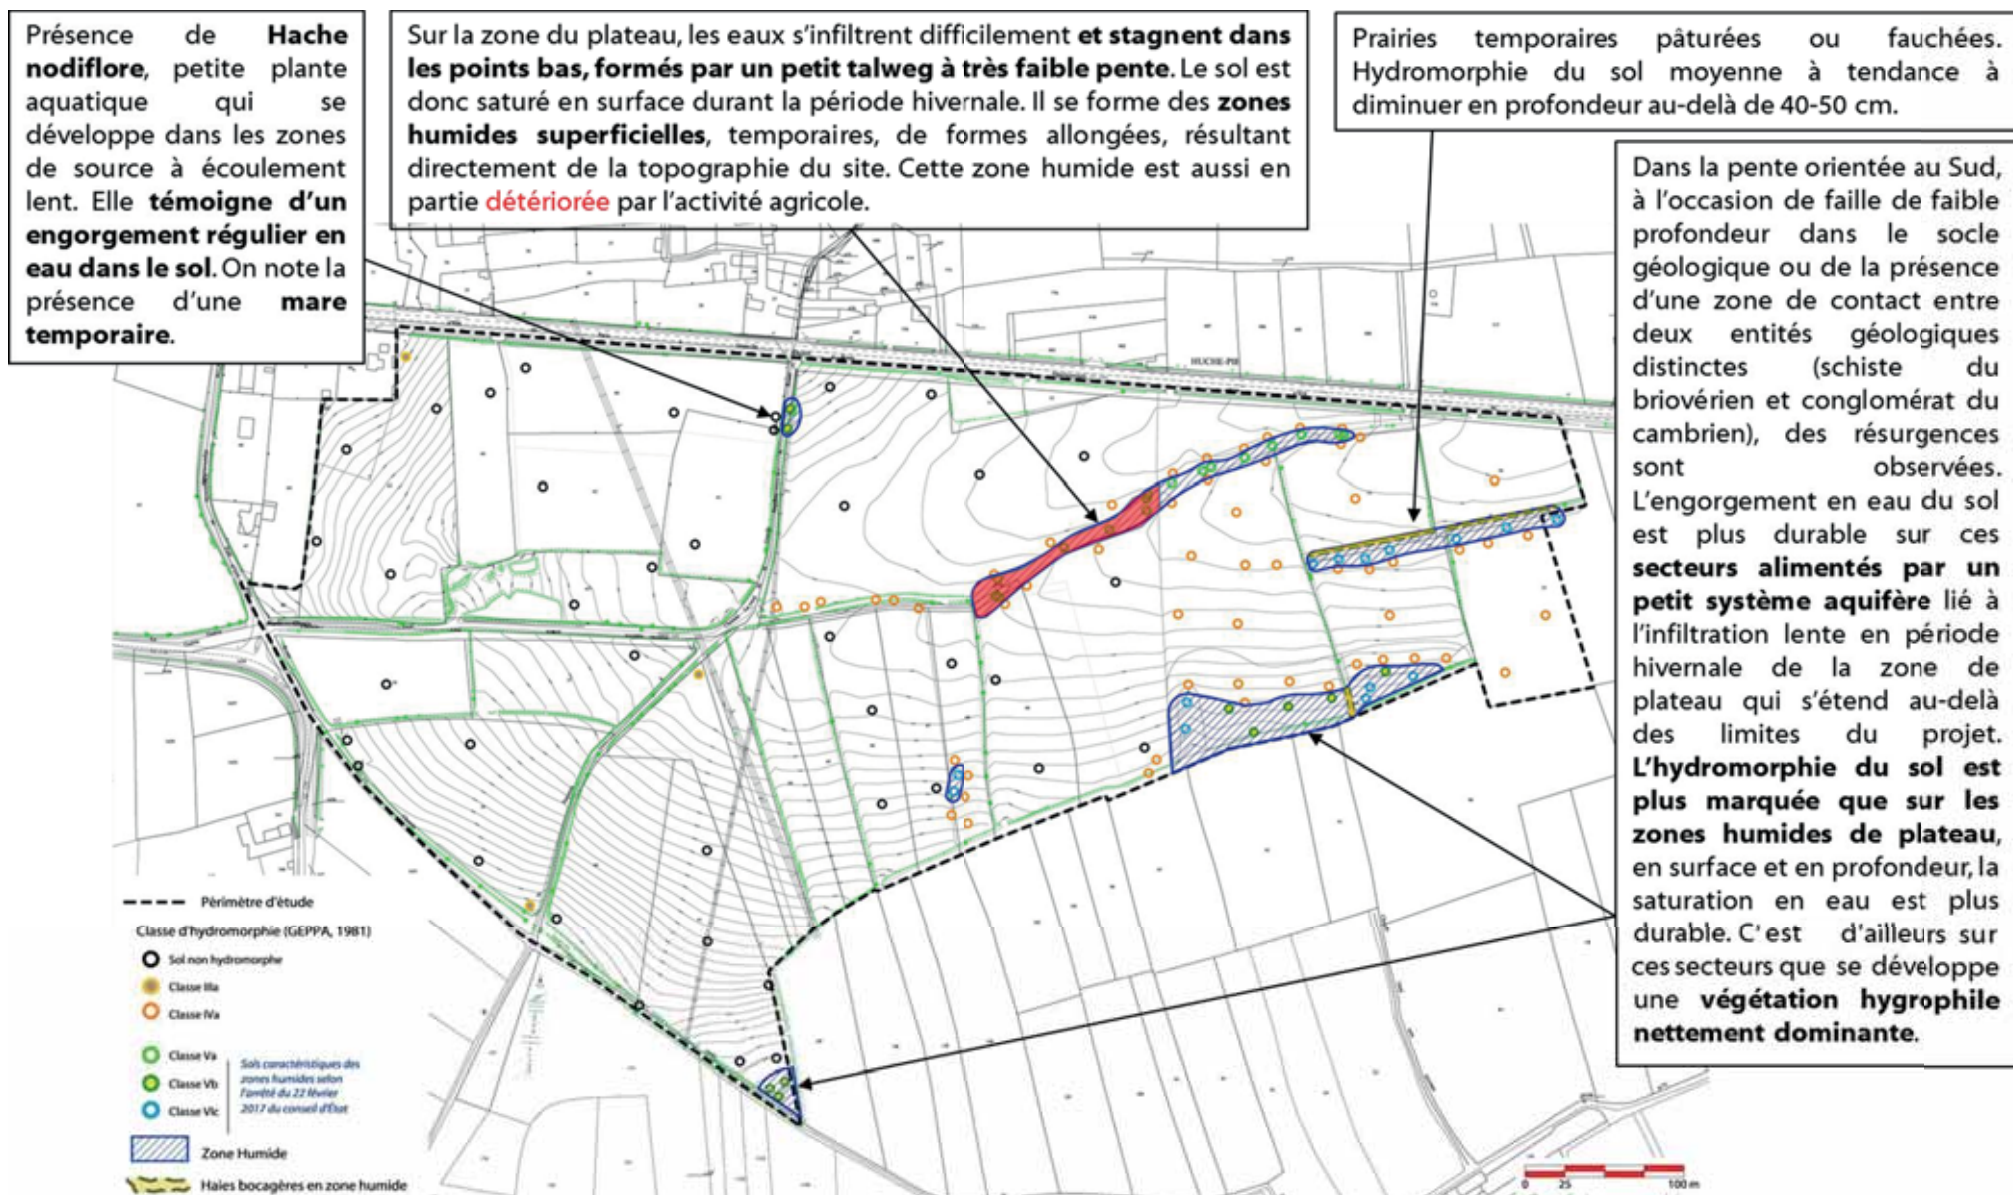 Présence de Hache
nodiflore, petite plante
aquatique qui se
développe dans les zones
de source à écoulement
lent. Elle témoigne d'un
engorgement régulier en
eau dans le sol. On note la
présence d'une mare
temporaire.
Sur la zone du plateau, les eaux s'infiltrent difficilement et stagnent dans
les points bas, formés par un petit talweg à très faible pente. Le sol est
donc saturé en surface durant la période hivernale. Il se forme des zones
humides superficielles, temporaires, de formes allongées, résultant
directement de la topographie du site. Cette zone humide est aussi en
partie détériorée par l'activité agricole.
Prairies temporaires pâturées ou fauchées.
Hydromorphie du sol moyenne à tendance à
diminuer en profondeur au-delà de 40-50 cm.
Dans la pente orientée au Sud,
à l'occasion de faille de faible
profondeur dans le socle
géologique ou de la présence
d'une zone de contact entre
deux entités géologiques
distinctes (schiste du
briovérien et conglomérat du
cambrien), des résurgences
sont observées.
L'engorgement en eau du sol
est plus durable sur ces
secteurs alimentés par un
petit système aquifère lié à
l'infiltration lente en période
hivernale de la zone de
plateau qui s'étend au-delà
des limites du projet.
L'hydromorphie du sol est
plus marquée que sur les
zones humides de plateau,
en surface et en profondeur, la
saturation en eau est plus
durable. C'est d'ailleurs sur
ces secteurs que se développe
une végétation hygrophile
nettement dominante.
HUCHE-PIE
Périmètre d'étude
Classe d'hydromorphie (GEPPA, 1981)
Sol non hydromorphe
Classe IIIa
Classe IVa
Classe Va
Classe Vb
Classe VIc
Sols caractéristiques des
zones humides selon
l'arrêté du 22 février
2017 du conseil d'État
Zone Humide
Haies bocagères en zone humide
0 25 100 m